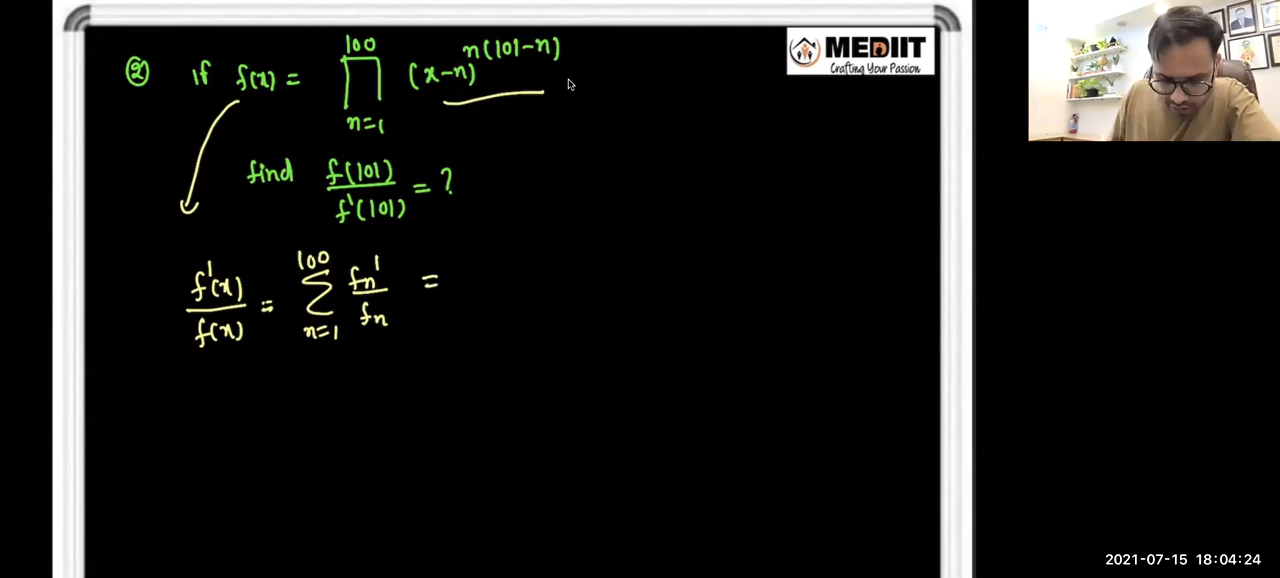 ② If f(x) = ∏_{n=1}^{100} (x-n)^{n(101-n)}
find f(101)/f'(101) = ?
f'(x)/f(x) = ∑_{n=1}^{100} fn'/fn =
MEDIIT
Crafting Your Passion
2021-07-15 18:04:24